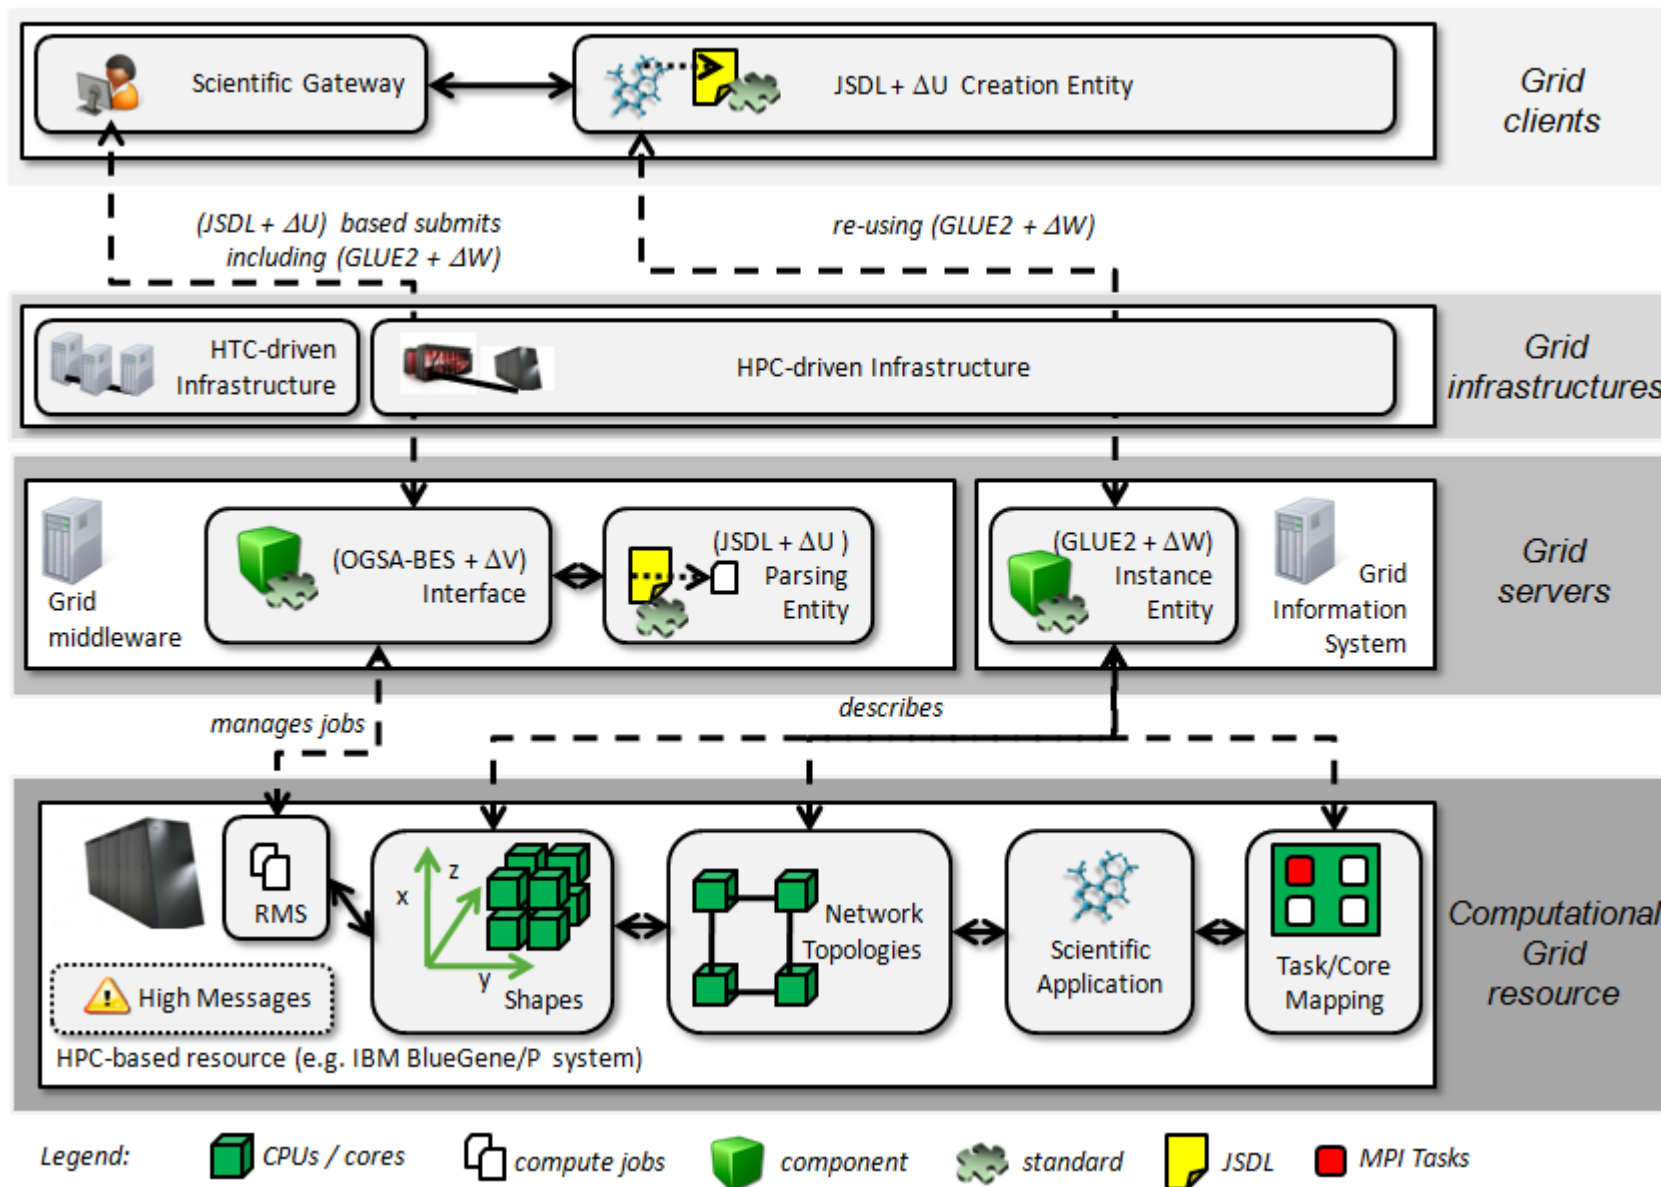 Scientific Gateway
JSDL + ΔU Creation Entity
Grid
clients
(JSDL + ΔU) based submits
including (GLUE2 + ΔW)
re-using (GLUE2 + ΔW)
HTC-driven
Infrastructure
HPC-driven Infrastructure
Grid
infrastructures
Grid
middleware
(OGSA-BES + ΔV)
Interface
(JSDL + ΔU )
Parsing
Entity
(GLUE2 + ΔW)
Instance
Entity
Grid
Information
System
Grid
servers
manages jobs
describes
RMS
High Messages
x
z
y
Shapes
Network
Topologies
Scientific
Application
Task/Core
Mapping
HPC-based resource (e.g. IBM BlueGene/P system)
Computational
Grid
resource
Legend:
CPUs / cores
compute jobs
component
standard
JSDL
MPI Tasks